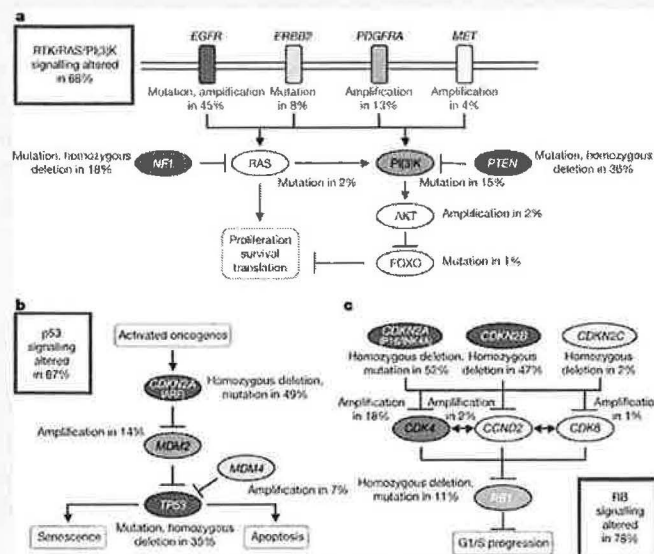 a
RTK/RAS/PI(3)K
signalling altered
in 88%
EGFR ERBB2 PDGFRA MET
Mutation, amplification
in 45%
Mutation
in 8%
Amplification
in 13%
Amplification
in 4%
Mutation, homozygous
deletion in 18%
NF1
RAS
Mutation in 2%
PI(3)K
Mutation in 15%
PTEN
Mutation, homozygous
deletion in 36%
AKT
Amplification in 2%
Proliferation
survival
translation
FOXO
Mutation in 1%
b
p53
signalling
altered
in 87%
Activated oncogenes
CDKN2A
(ARF)
Homozygous deletion,
mutation in 49%
Amplification in 14%
MDM2
MDM4
Amplification in 7%
TP53
Senescence
Mutation, homozygous
deletion in 35%
Apoptosis
c
CDKN2A
(P16/INK4A)
CDKN2B
CDKN2C
Homozygous deletion,
mutation in 52%
Homozygous
deletion in 47%
Homozygous
deletion in 2%
Amplification
in 18%
Amplification
in 2%
Amplification
in 1%
CDK4
CCND2
CDK6
Homozygous deletion,
mutation in 11%
RB1
G1/S progression
RB
signalling
altered
in 78%